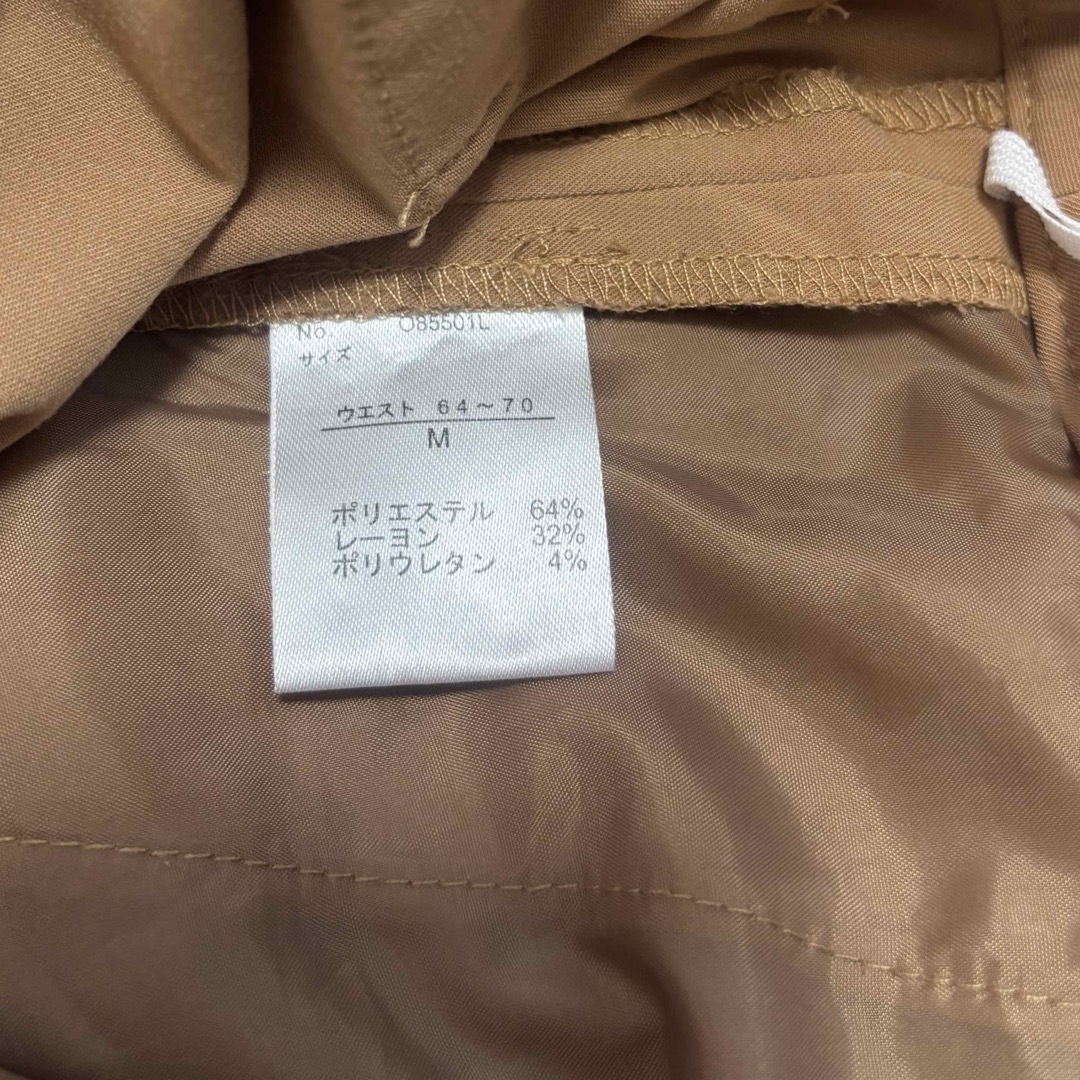 No. O85501L
サイズ
ウエスト 64～70
M
ポリエステル 64%
レーヨン 32%
ポリウレタン 4%